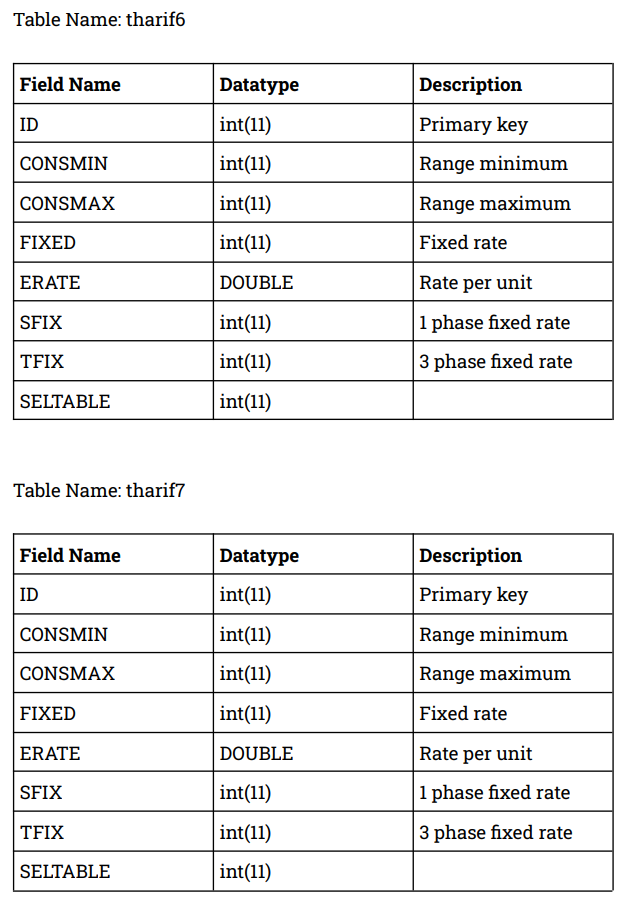 Table Name: tharif6
Field Name Datatype Description
ID int(11) Primary key
CONSMIN int(11) Range minimum
CONSMAX int(11) Range maximum
FIXED int(11) Fixed rate
ERATE DOUBLE Rate per unit
SFIX int(11) 1 phase fixed rate
TFIX int(11) 3 phase fixed rate
SELTABLE int(11)
Table Name: tharif7
Field Name Datatype Description
ID int(11) Primary key
CONSMIN int(11) Range minimum
CONSMAX int(11) Range maximum
FIXED int(11) Fixed rate
ERATE DOUBLE Rate per unit
SFIX int(11) 1 phase fixed rate
TFIX int(11) 3 phase fixed rate
SELTABLE int(11)